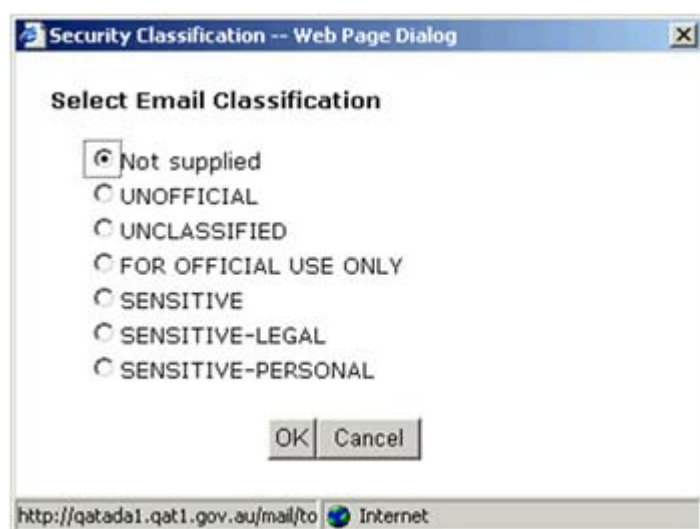 Security Classification -- Web Page Dialog
Select Email Classification
Not supplied
UNOFFICIAL
UNCLASSIFIED
FOR OFFICIAL USE ONLY
SENSITIVE
SENSITIVE-LEGAL
SENSITIVE-PERSONAL
OK Cancel
http://qatada1.qat1.gov.au/mail/to Internet